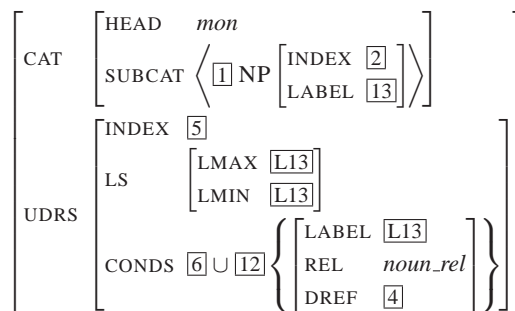 HEAD mon
CAT
SUBCAT ⟨ 1 NP [ INDEX 2
LABEL 13 ] ⟩
INDEX 5
LS
LMAX L13
LMIN L13
UDRS
CONDS 6 ∪ 12
LABEL L13
REL noun_rel
DREF 4